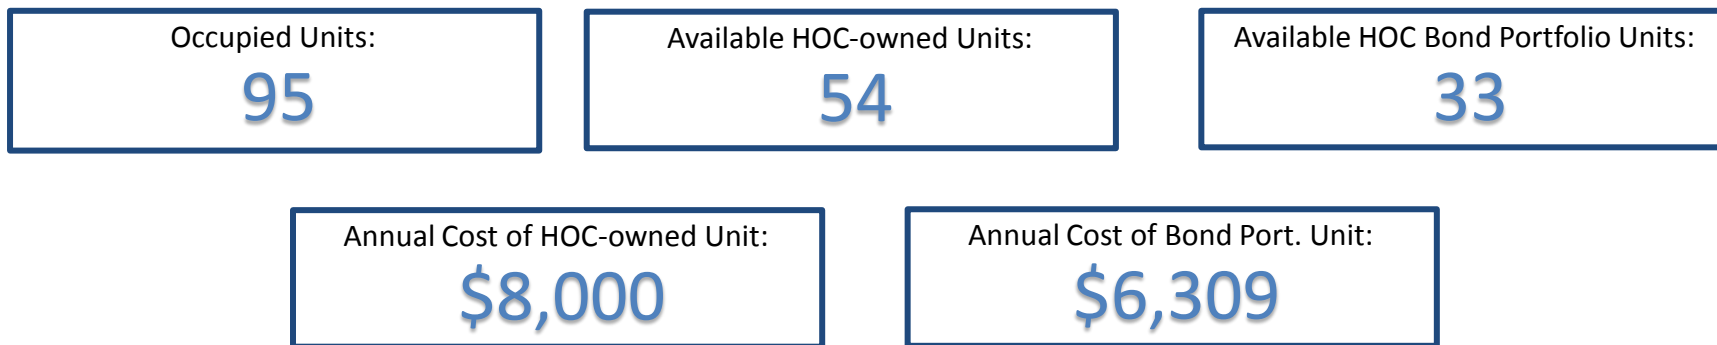 Occupied Units:
95
Available HOC-owned Units:
54
Available HOC Bond Portfolio Units:
33
Annual Cost of HOC-owned Unit:
$8,000
Annual Cost of Bond Port. Unit:
$6,309